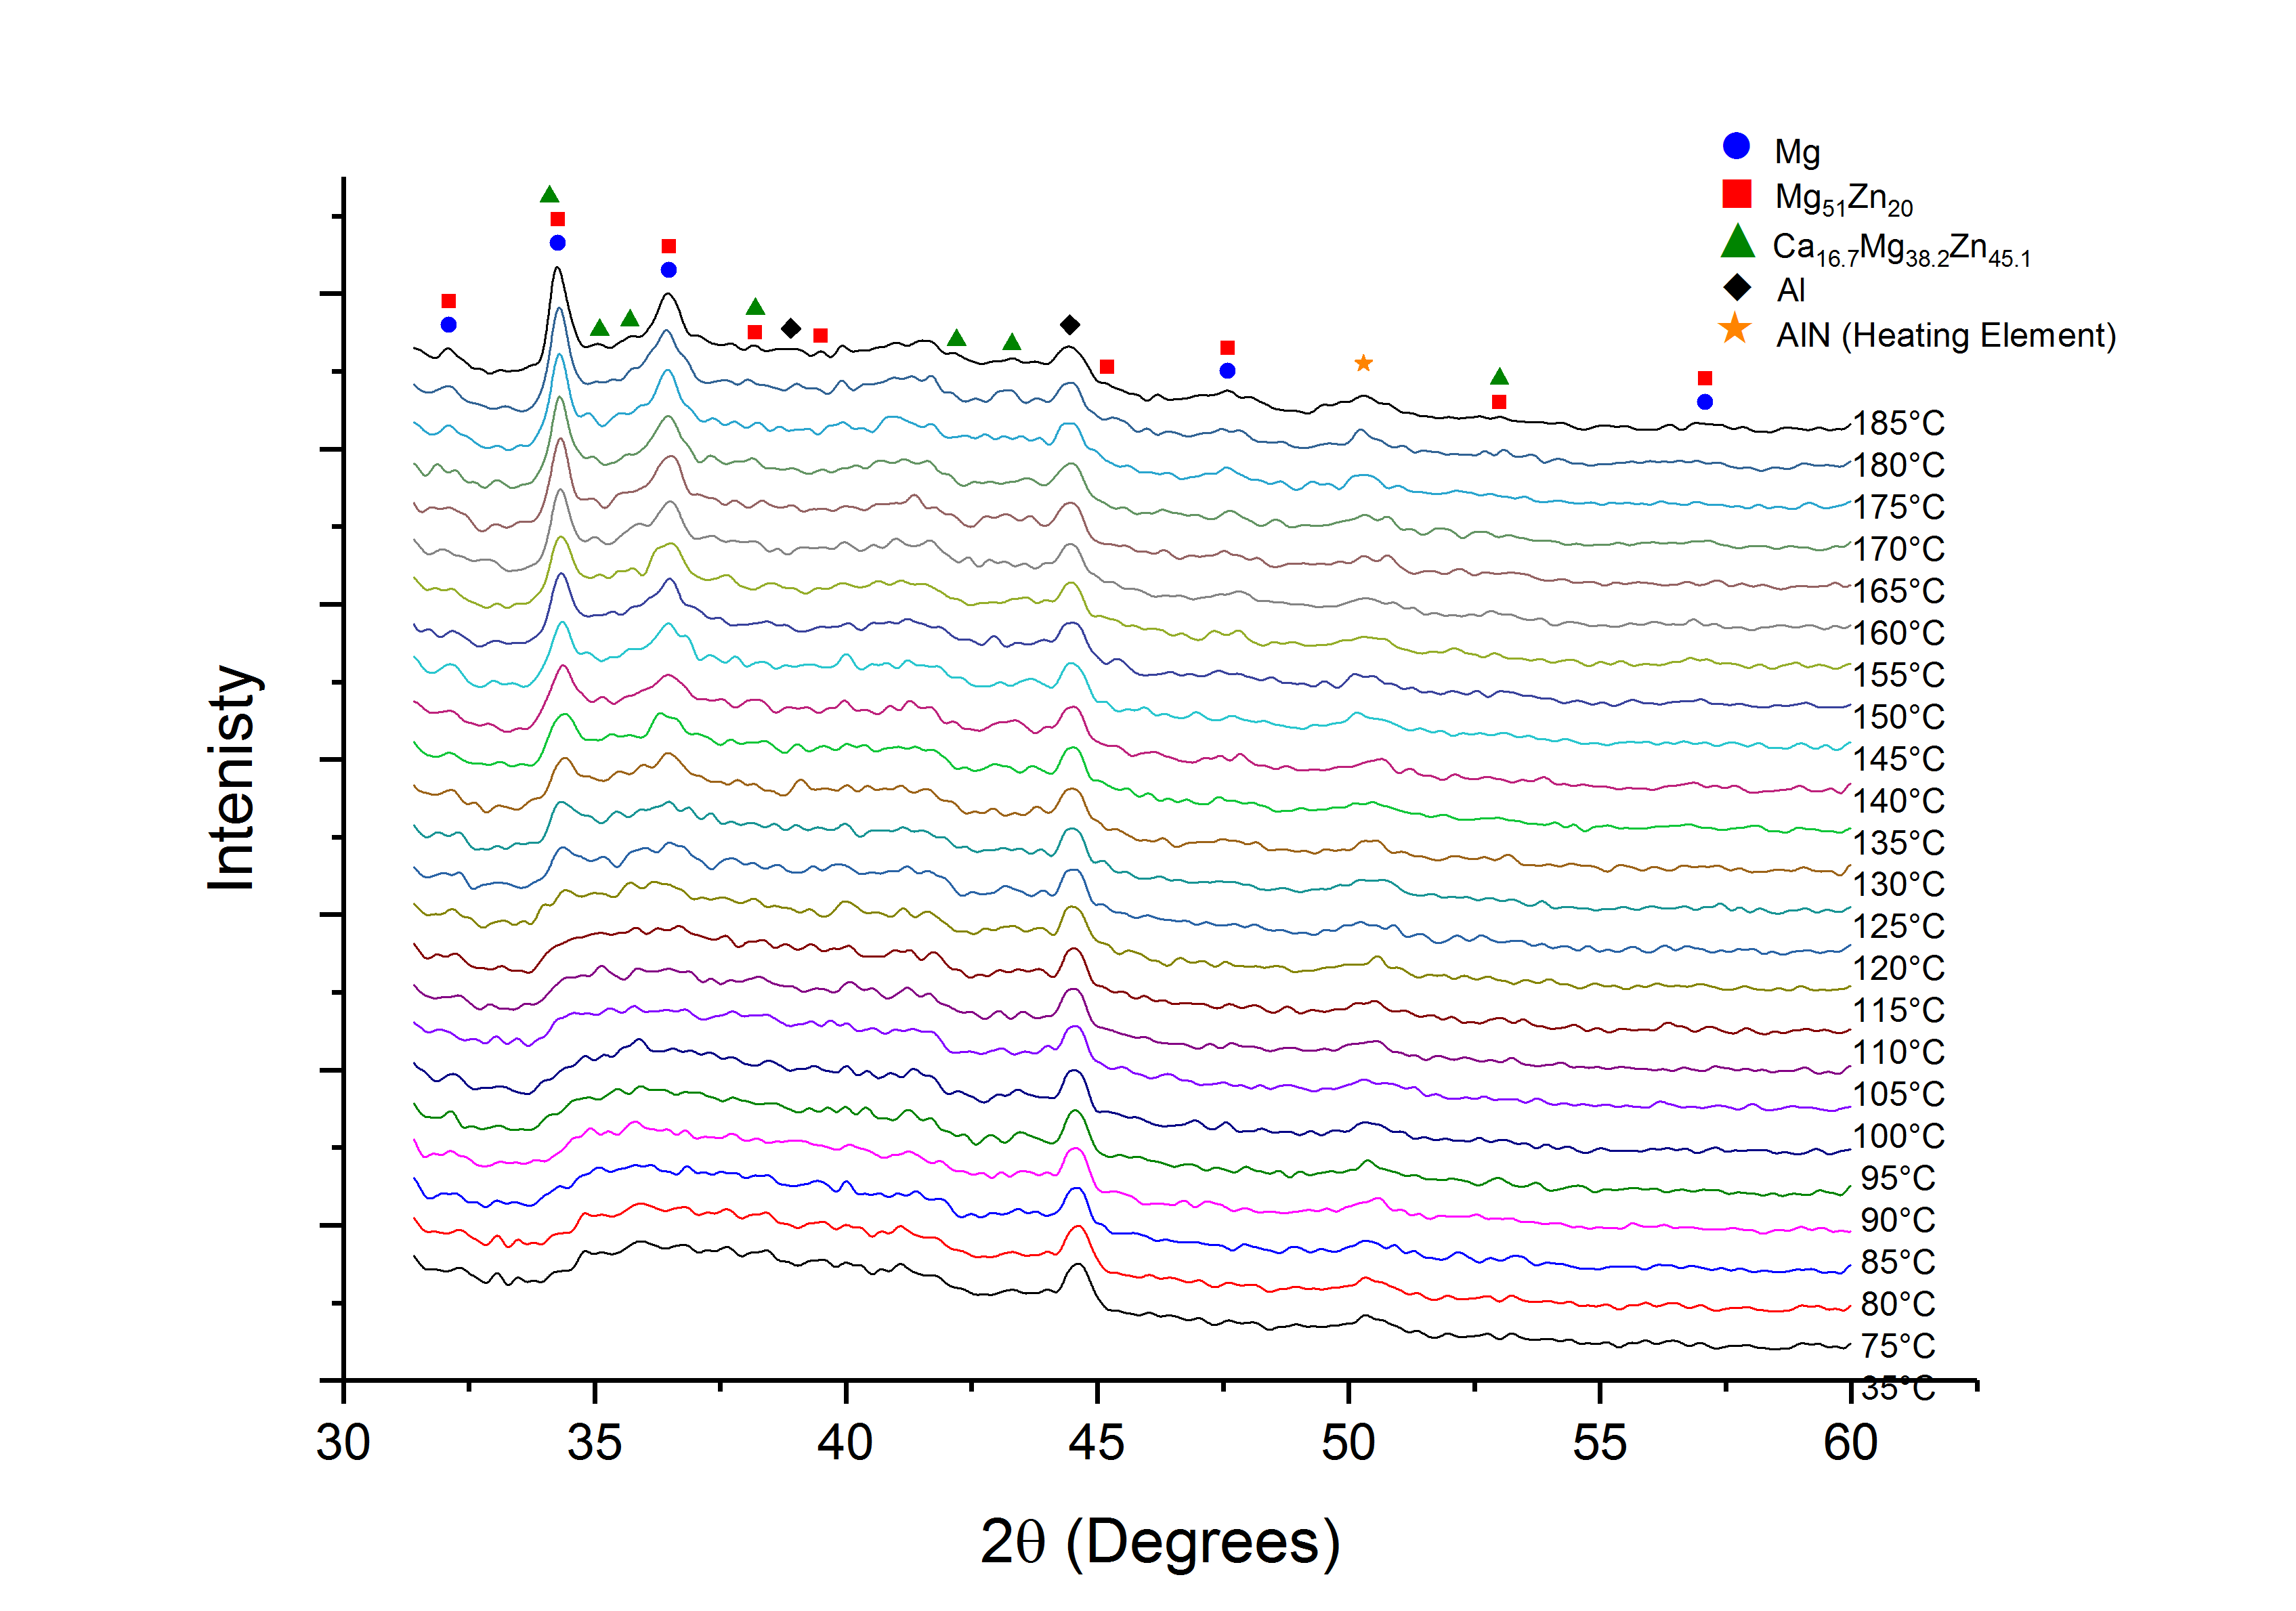 Mg
Mg51Zn20
Ca16.7Mg38.2Zn45.1
Al
AlN (Heating Element)
185°C
180°C
175°C
170°C
165°C
160°C
155°C
150°C
145°C
140°C
135°C
130°C
125°C
120°C
115°C
110°C
105°C
100°C
95°C
90°C
85°C
80°C
75°C
35°C
Intenisty
30 35 40 45 50 55 60
2θ (Degrees)